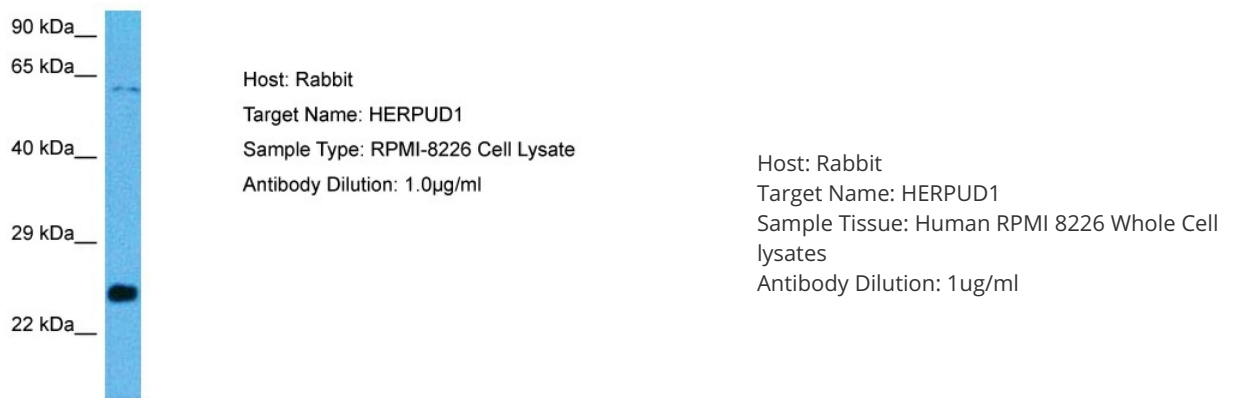 90 kDa__
65 kDa__
40 kDa__
29 kDa__
22 kDa__
Host: Rabbit
Target Name: HERPUD1
Sample Type: RPMI-8226 Cell Lysate
Antibody Dilution: 1.0µg/ml
Host: Rabbit
Target Name: HERPUD1
Sample Tissue: Human RPMI 8226 Whole Cell
lysates
Antibody Dilution: 1ug/ml